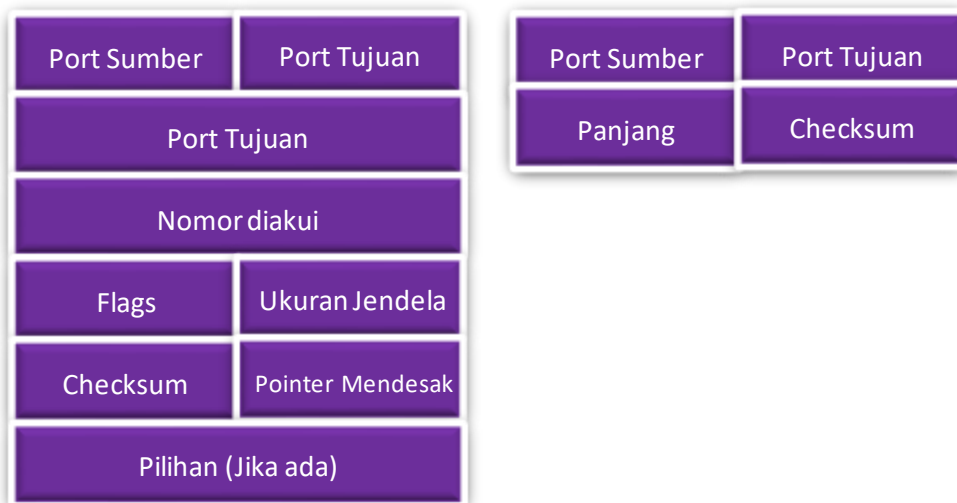 Port Sumber
Port Tujuan
Port Tujuan
Nomor diakui
Flags
Ukuran Jendela
Checksum
Pointer Mendesak
Pilihan (Jika ada)
Port Sumber
Port Tujuan
Panjang
Checksum